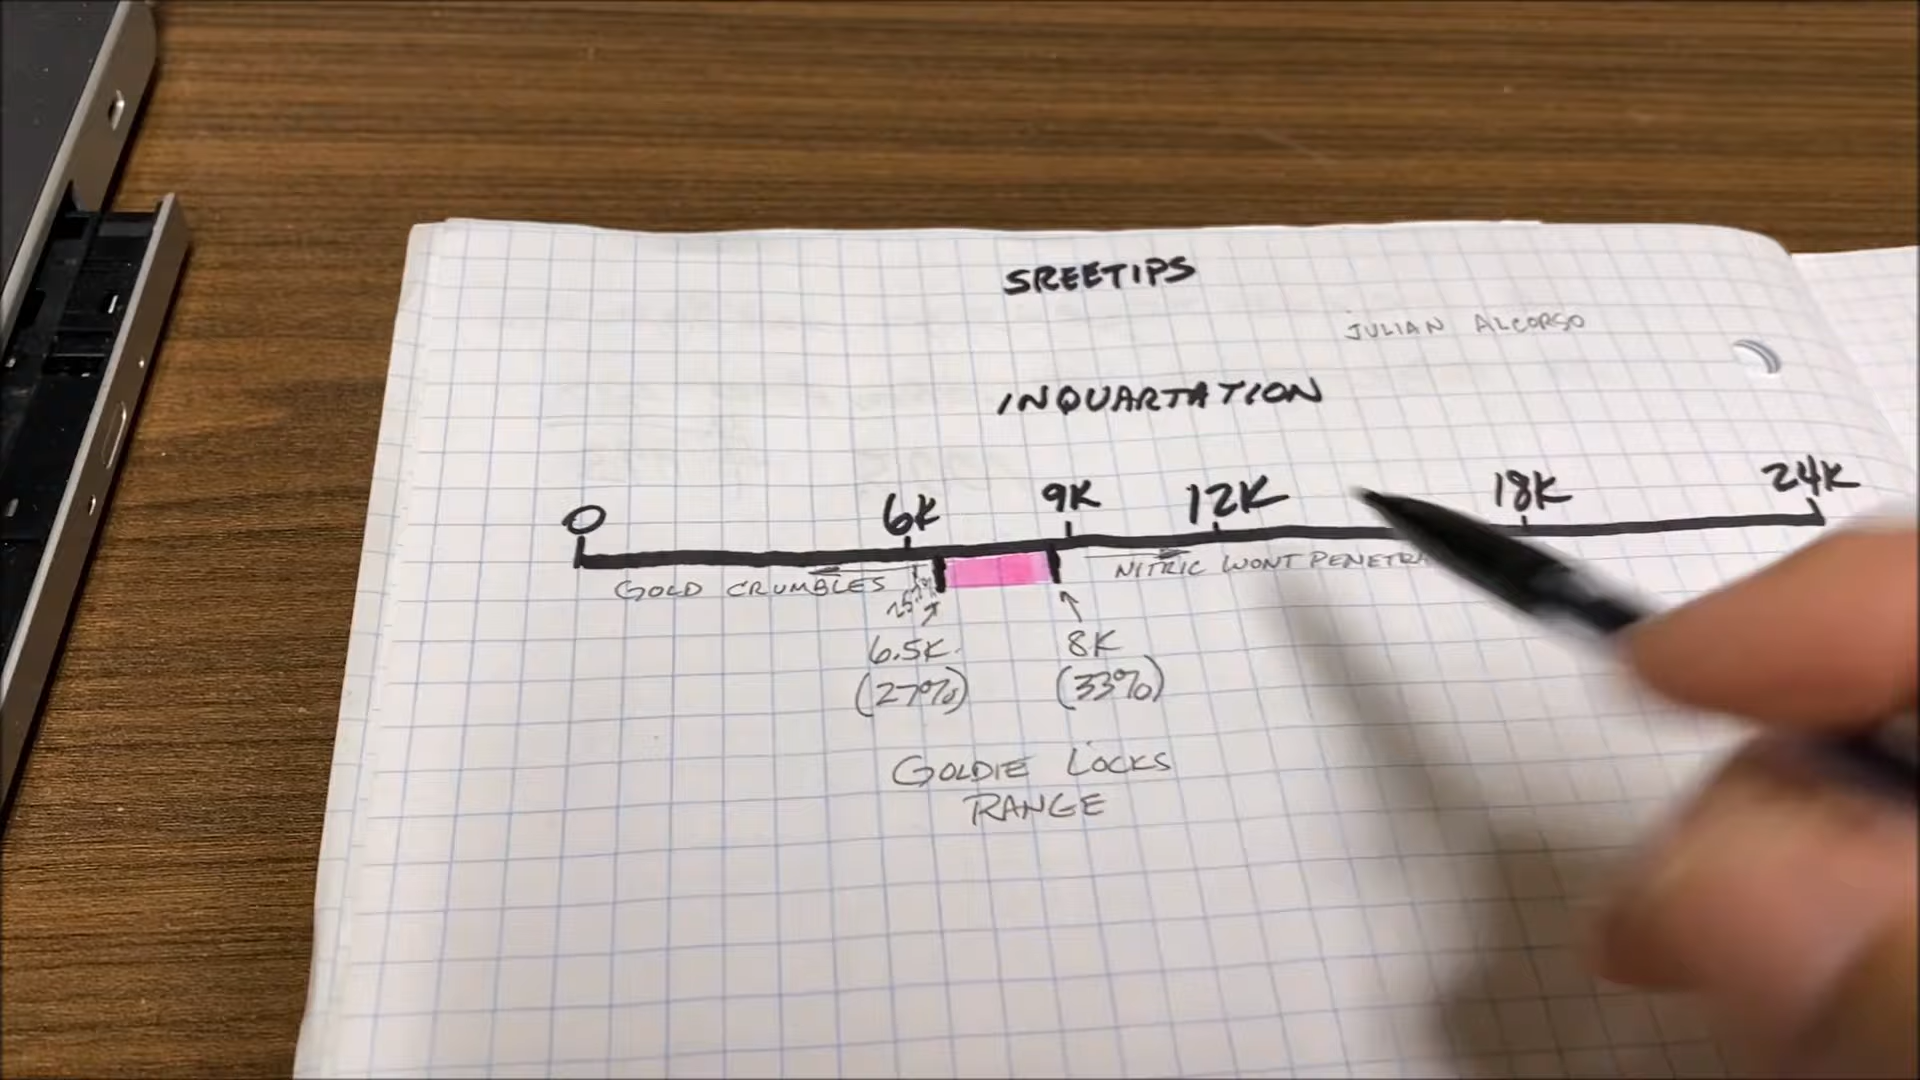 SREETIPS
JULIAN ALCORSO
INQUARTATION
0 6K 9K 12K 18K 24K
GOLD CRUMBLES
NITRIC WONT
6.5K 8K
(27%) (33%)
GOLDIE LOCKS
RANGE